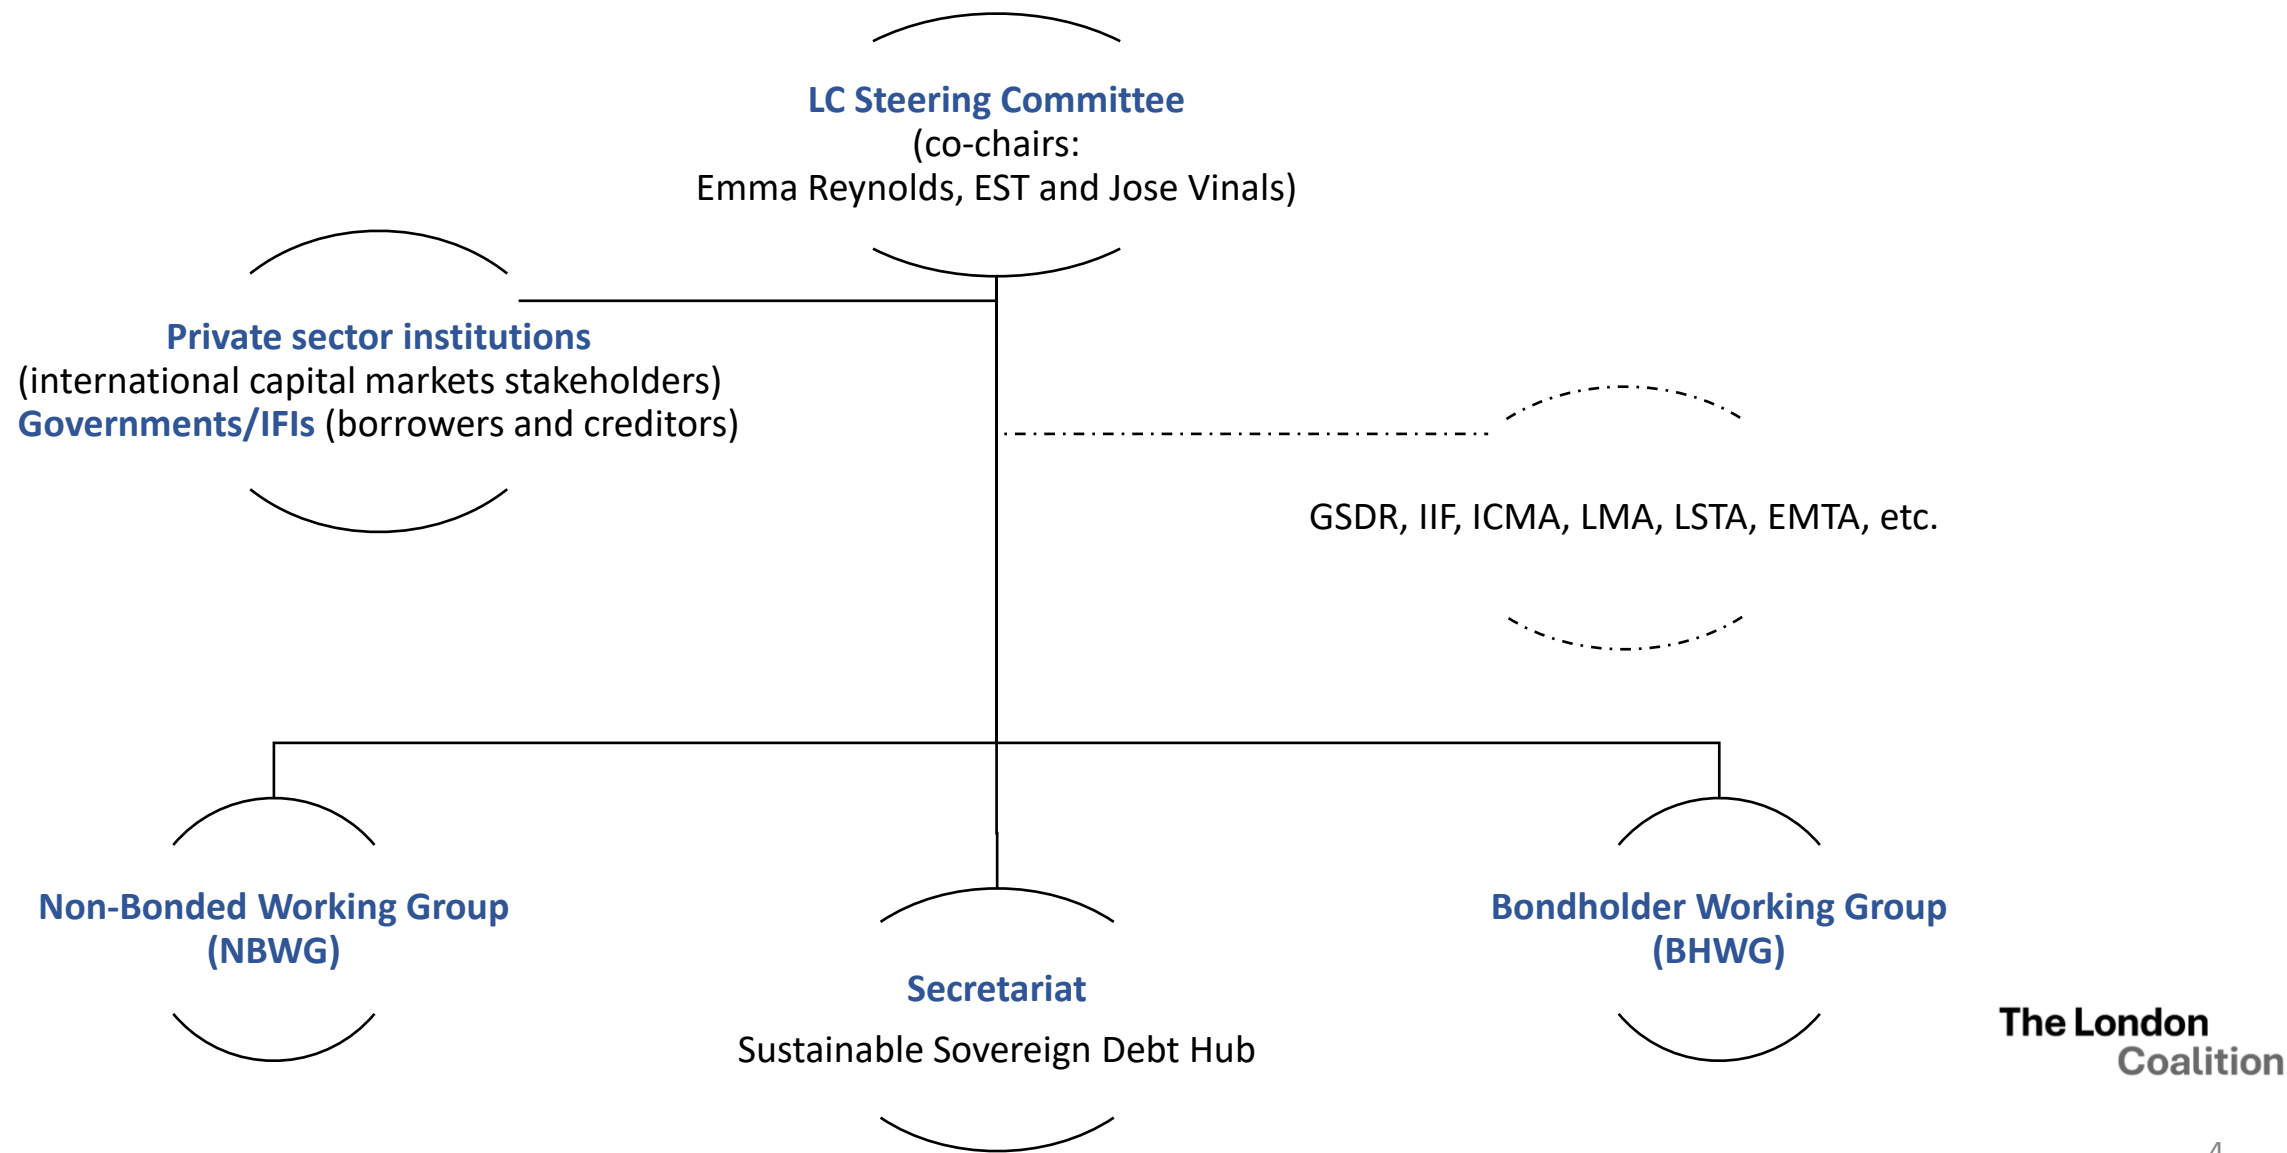 LC Steering Committee
(co-chairs:
Emma Reynolds, EST and Jose Vinals)
Private sector institutions
(international capital markets stakeholders)
Governments/IFIs (borrowers and creditors)
GSDR, IIF, ICMA, LMA, LSTA, EMTA, etc.
Non-Bonded Working Group
(NBWG)
Secretariat
Sustainable Sovereign Debt Hub
Bondholder Working Group
(BHWG)
The London
Coalition
4